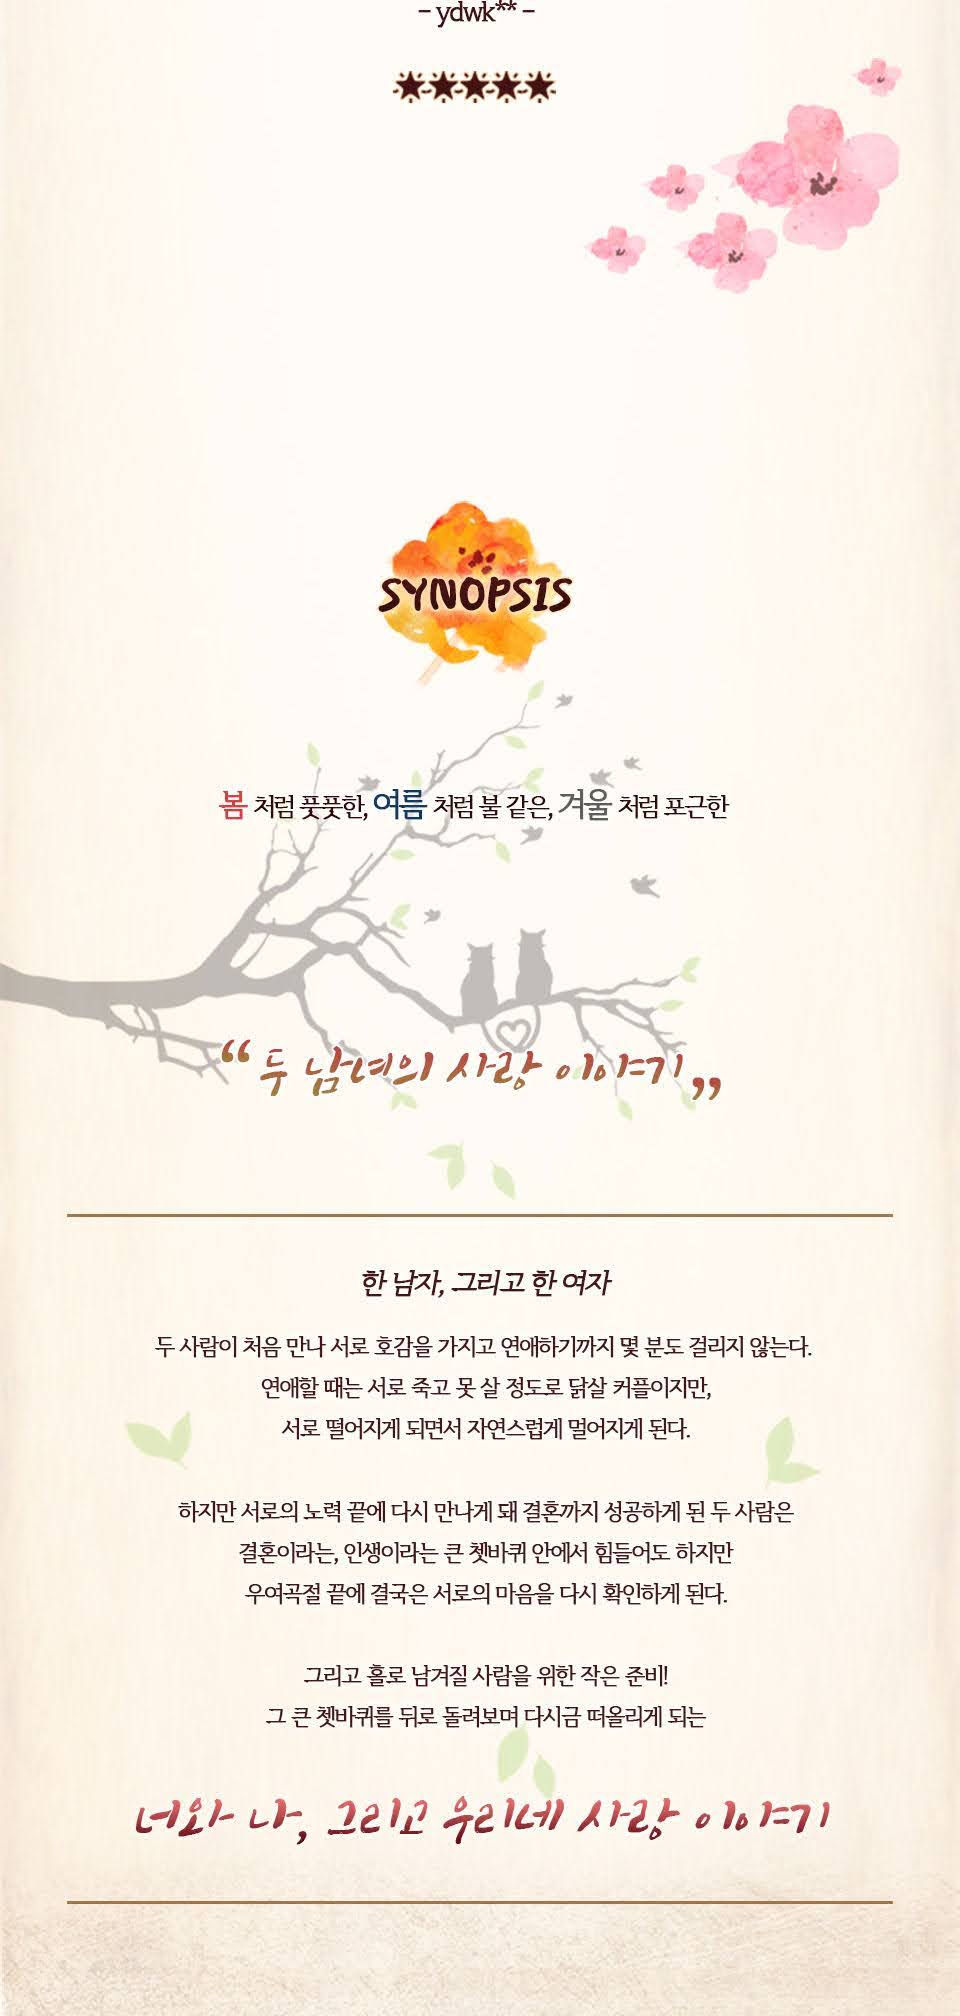 - ydwk** -
★★★★★
SYNOPSIS
봄 처럼 풋풋한, 여름 처럼 불 같은, 겨울 처럼 포근한
“두 남녀의 사랑 이야기”
한 남자, 그리고 한 여자
두 사람이 처음 만나 서로 호감을 가지고 연애하기까지 몇 분도 걸리지 않는다.
연애할 때는 서로 죽고 못 살 정도로 닭살 커플이지만,
서로 떨어지게 되면서 자연스럽게 멀어지게 된다.
하지만 서로의 노력 끝에 다시 만나게 돼 결혼까지 성공하게 된 두 사람은
결혼이라는, 인생이라는 큰 쳇바퀴 안에서 힘들어도 하지만
우여곡절 끝에 결국은 서로의 마음을 다시 확인하게 된다.
그리고 홀로 남겨질 사람을 위한 작은 준비!
그 큰 쳇바퀴를 뒤로 돌려보며 다시금 떠올리게 되는
너와 나, 그리고 우리네 사랑 이야기